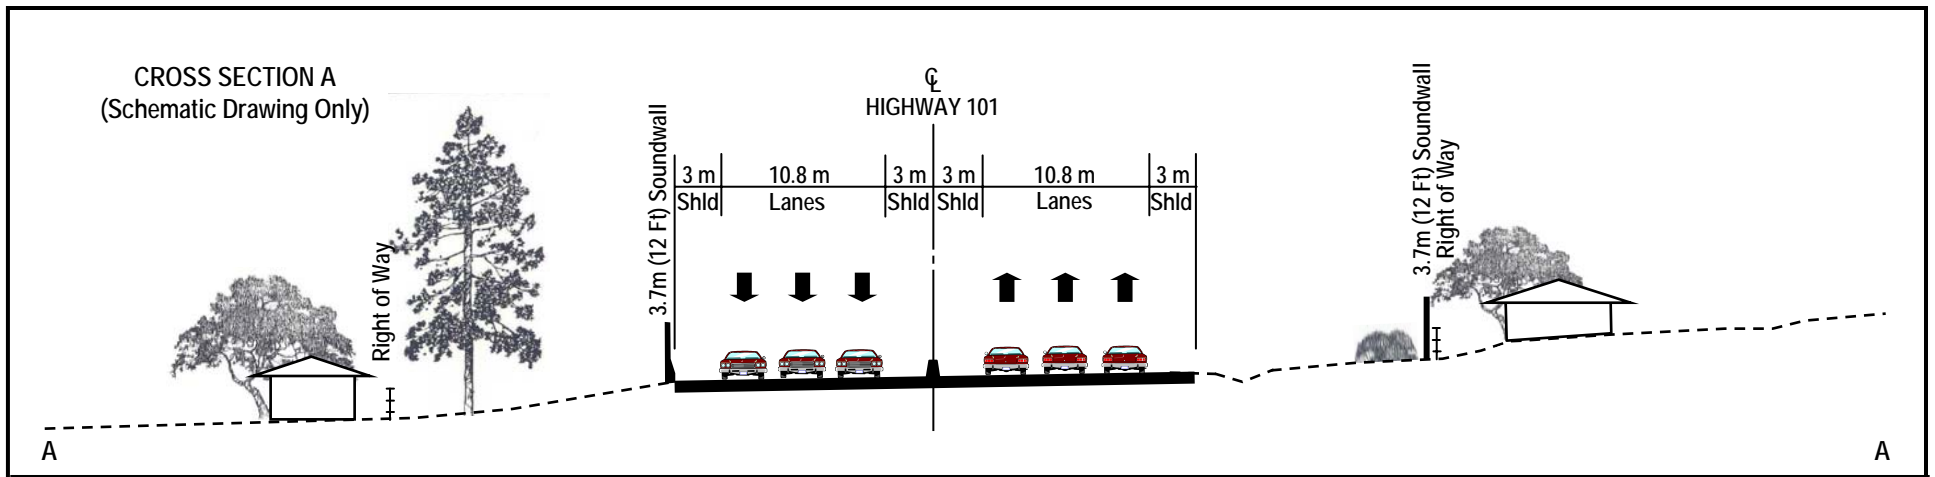 CROSS SECTION A
(Schematic Drawing Only)
Right of Way
3.7m (12 Ft) Soundwall
℄
HIGHWAY 101
3 m 10.8 m 3 m 3 m 10.8 m 3 m
Shld Lanes Shld Shld Lanes Shld
3.7m (12 Ft) Soundwall
Right of Way
A A